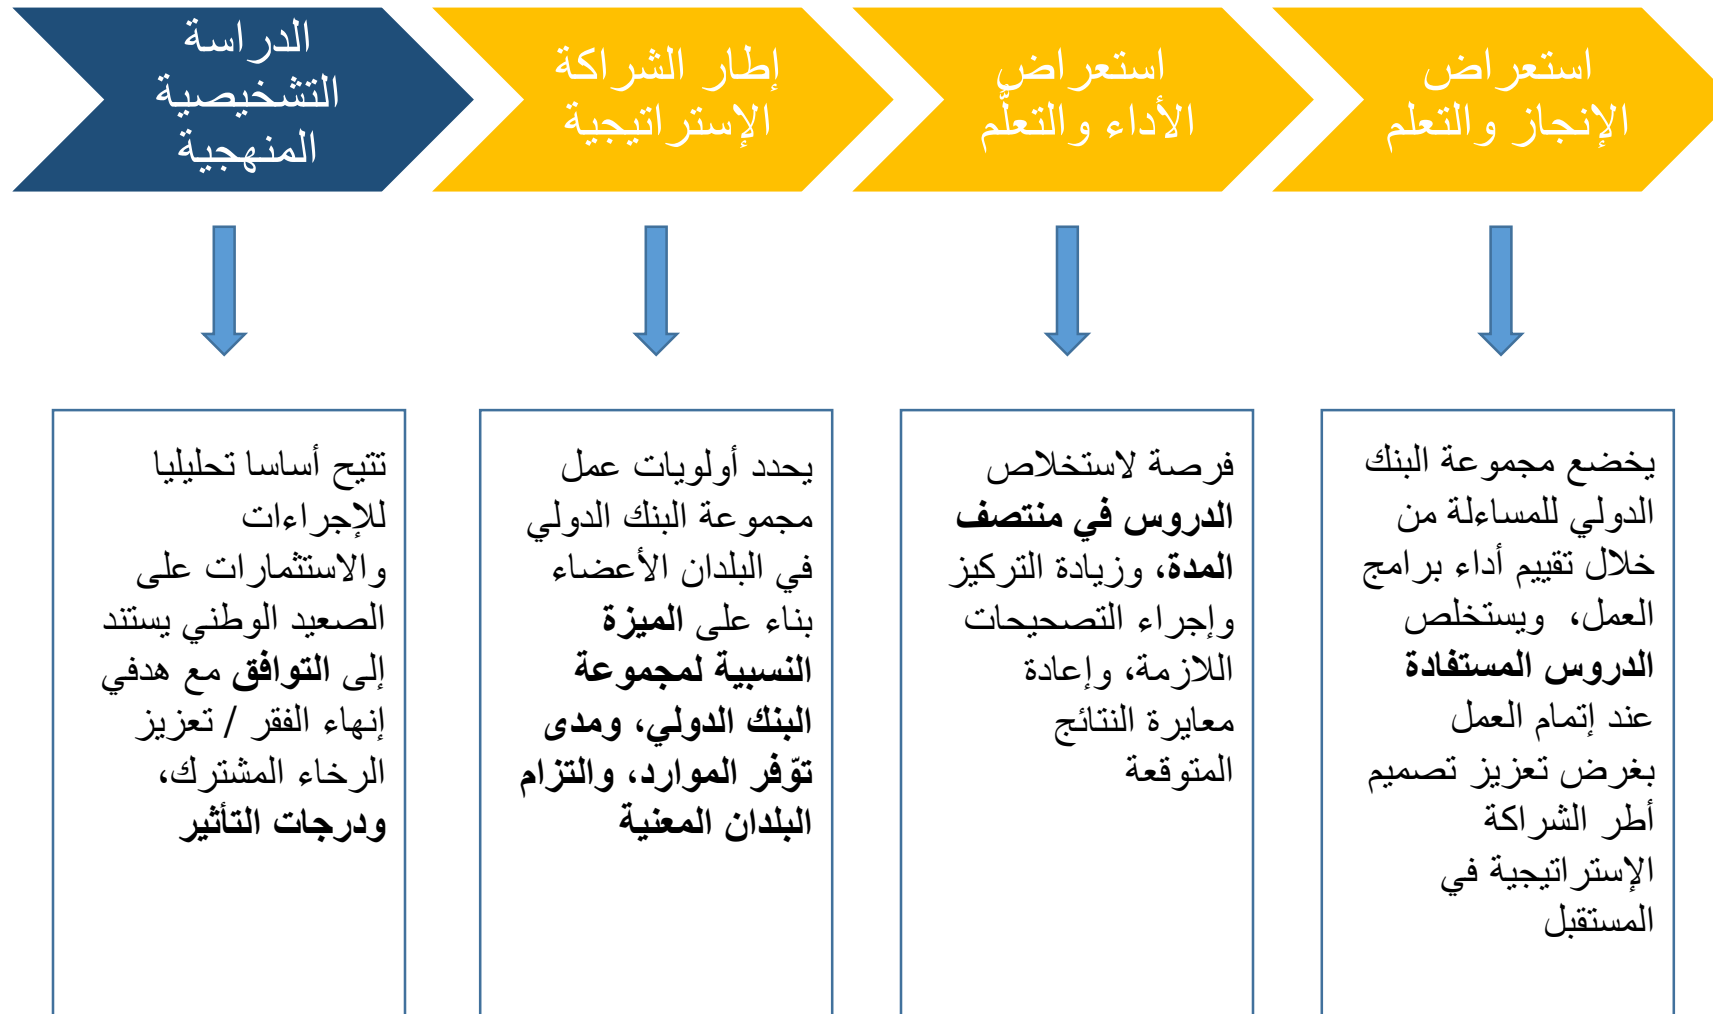 الدراسة
التشخيصية
المنهجية
إطار الشراكة
الإستراتيجية
استعراض
الأداء والتعلُّم
استعراض
الإنجاز والتعلم
تتيح أساسا تحليليا
للإجراءات
والاستثمارات على
الصعيد الوطني يستند
إلى التوافق مع هدفي
إنهاء الفقر / تعزيز
الرخاء المشترك،
ودرجات التأثير
يحدد أولويات عمل
مجموعة البنك الدولي
في البلدان الأعضاء
بناء على الميزة
النسبية لمجموعة
البنك الدولي، ومدى
توّفر الموارد، والتزام
البلدان المعنية
فرصة لاستخلاص
الدروس في منتصف
المدة، وزيادة التركيز
وإجراء التصحيحات
اللازمة، وإعادة
معايرة النتائج
المتوقعة
يخضع مجموعة البنك
الدولي للمساءلة من
خلال تقييم أداء برامج
العمل، ويستخلص
الدروس المستفادة
عند إتمام العمل
بغرض تعزيز تصميم
أطر الشراكة
الإستراتيجية في
المستقبل